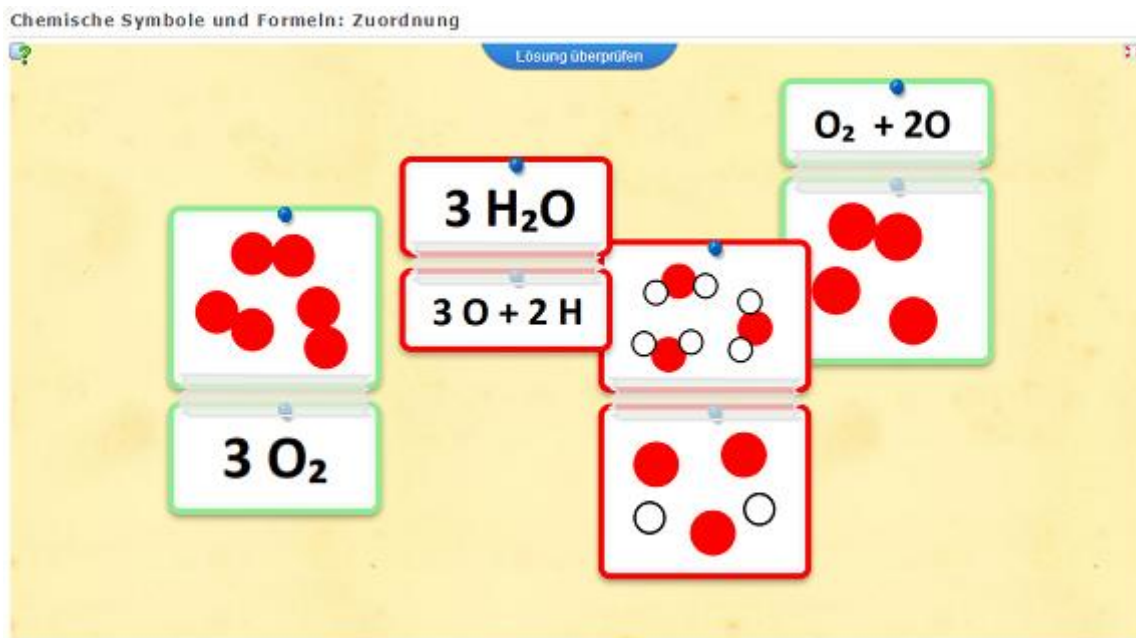 Chemische Symbole und Formeln: Zuordnung
Lösung überprüfen
O₂ + 2O
3 H₂O
3 O + 2 H
3 O₂